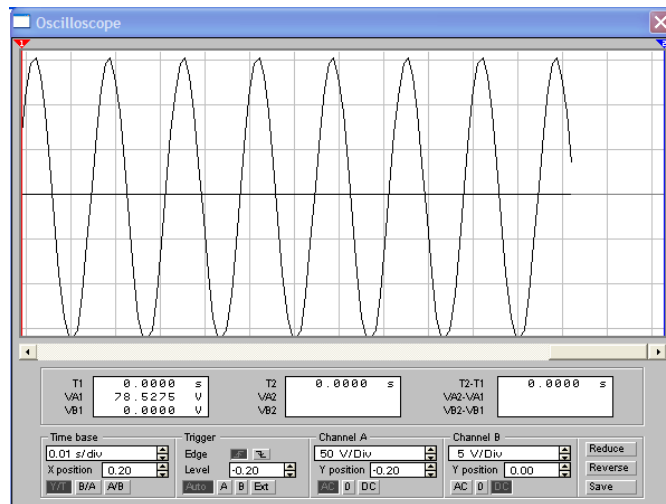 Oscilloscope
1
T1 0.0000 s
VA1 78.5275 V
VB1 0.0000 V
T2 0.0000 s
VA2
VB2
T2-T1 0.0000 s
VA2-VA1
VB2-VB1
Time base
0.01 s/div
X position 0.20
Y/T B/A A/B
Trigger
Edge
Level -0.20
Auto A B Ext
Channel A
50 V/Div
Y position -0.20
AC 0 DC
Channel B
5 V/Div
Y position 0.00
AC 0 DC
Reduce
Reverse
Save